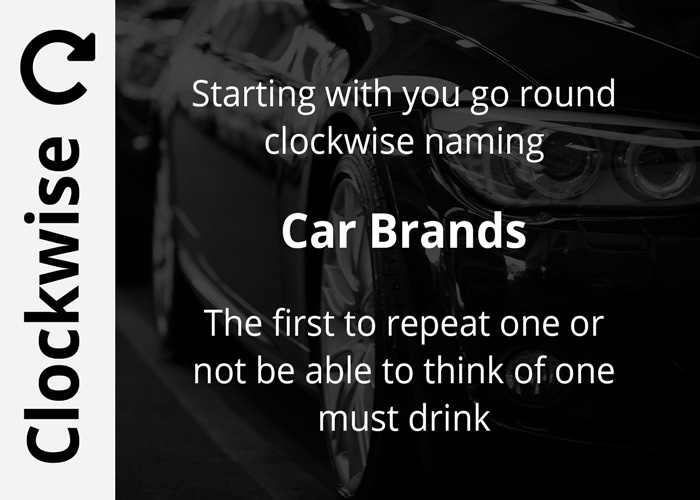 Clockwise
Starting with you go round
clockwise naming
Car Brands
The first to repeat one or
not be able to think of one
must drink